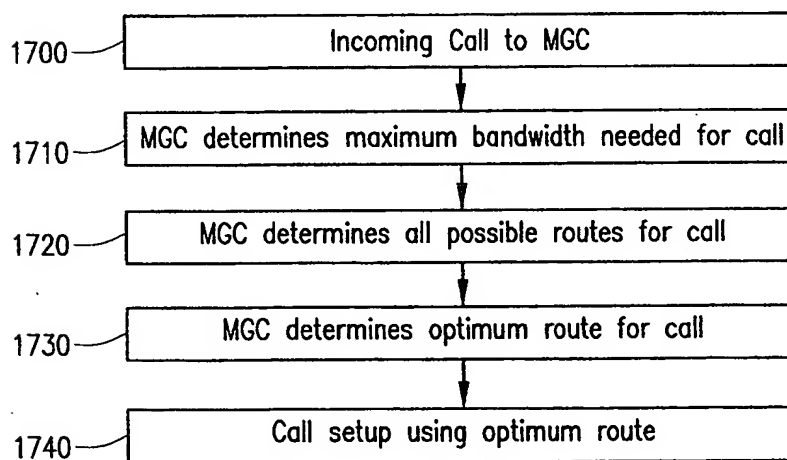 1700 Incoming Call to MGC
1710 MGC determines maximum bandwidth needed for call
1720 MGC determines all possible routes for call
1730 MGC determines optimum route for call
1740 Call setup using optimum route